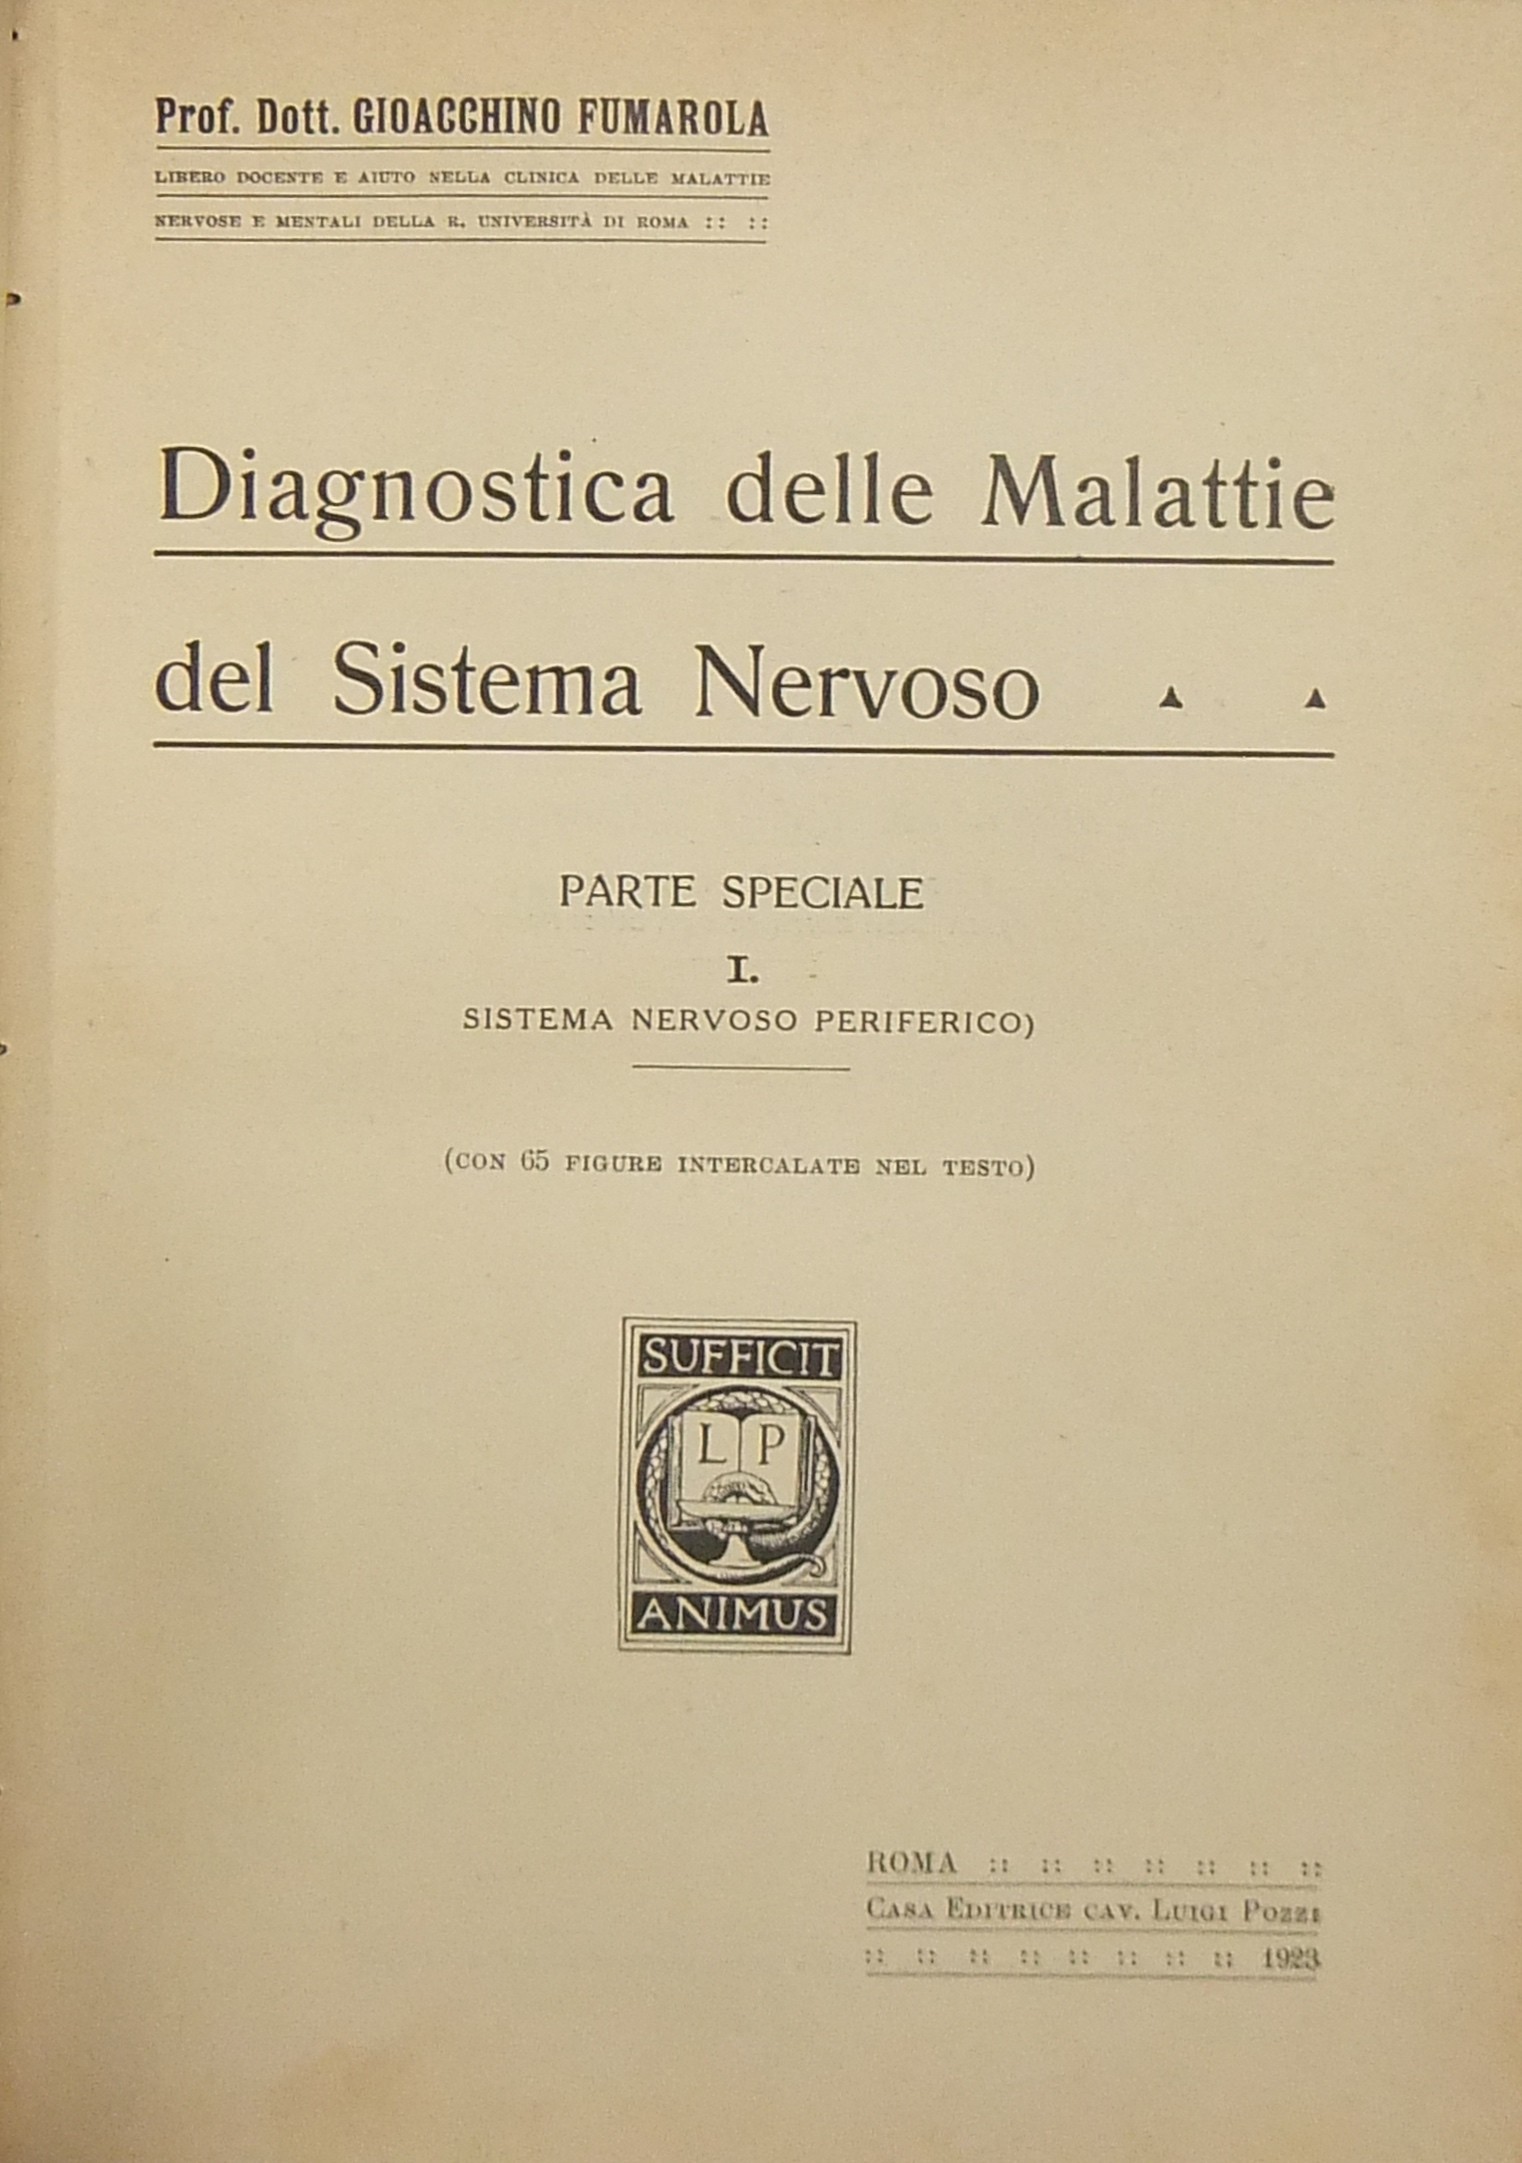 Prof. Dott. GIOACCHINO FUMAROLA
LIBERO DOCENTE E AIUTO NELLA CLINICA DELLE MALATTIE
NERVOSE E MENTALI DELLA R. UNIVERSITÀ DI ROMA :: ::
Diagnostica delle Malattie
del Sistema Nervoso
PARTE SPECIALE
I.
SISTEMA NERVOSO PERIFERICO)
(CON 65 FIGURE INTERCALATE NEL TESTO)
SUFFICIT
L P
ANIMUS
ROMA :: :: :: :: :: :: ::
CASA EDITRICE CAV. LUIGI POZZI
:: :: :: :: :: :: :: :: 1923